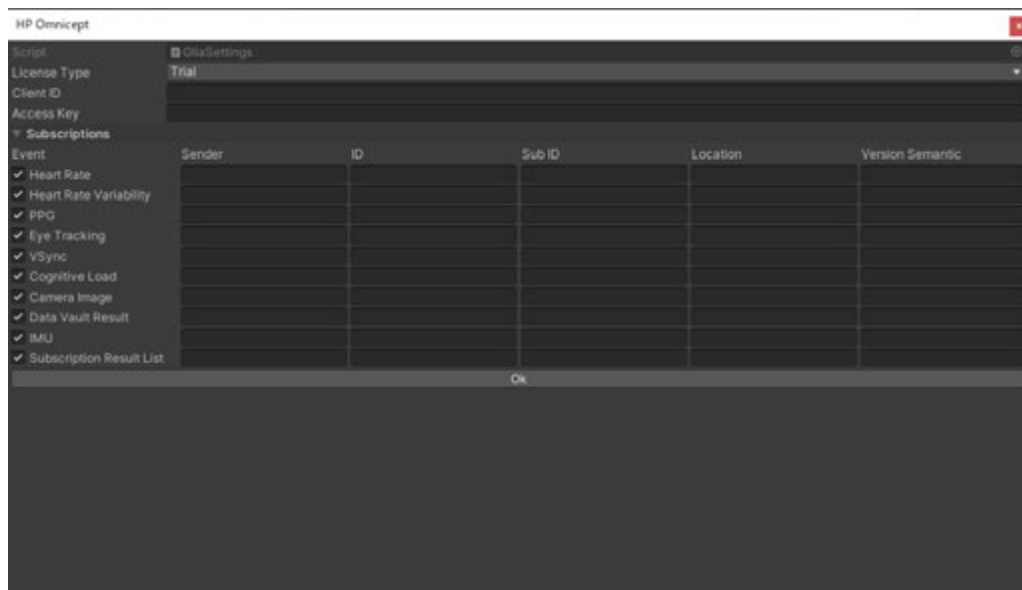 HP Omnicept
Script GliaSettings
License Type Trial
Client ID
Access Key
Subscriptions
Event Sender ID Sub ID Location Version Semantic
Heart Rate
Heart Rate Variability
PPG
Eye Tracking
VSync
Cognitive Load
Camera Image
Data Vault Result
IMU
Subscription Result List
Ok